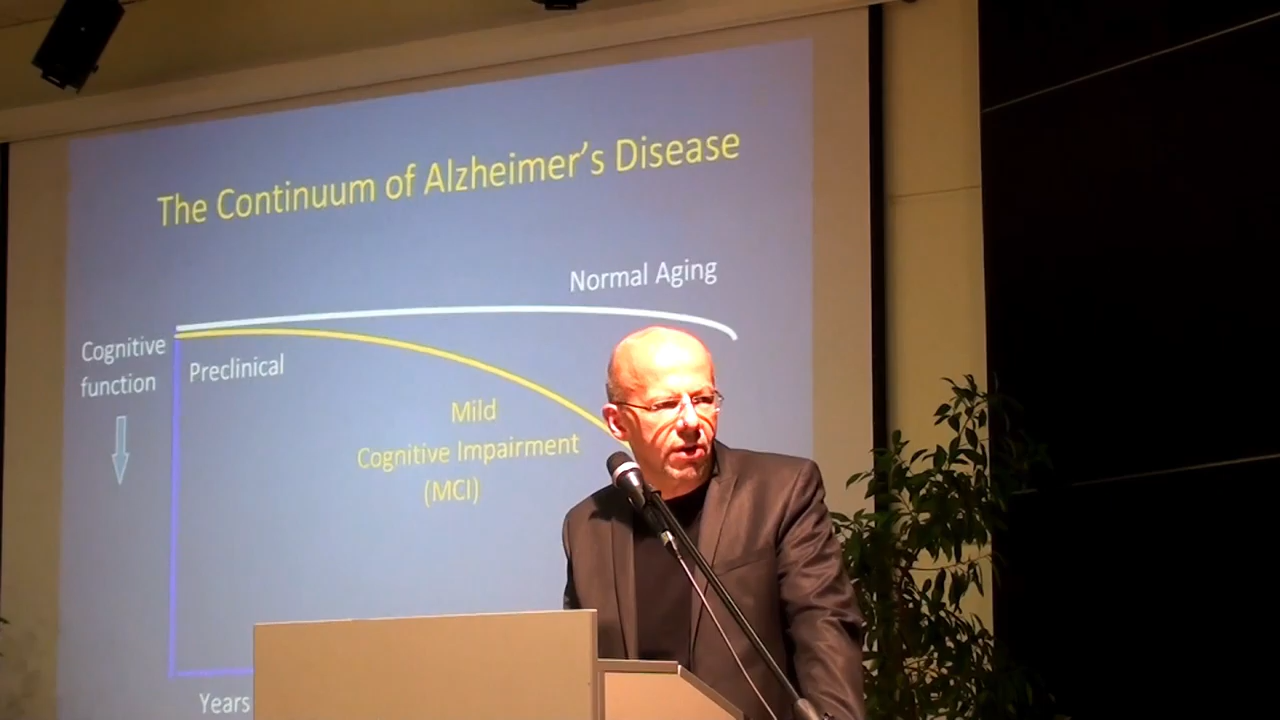 The Continuum of Alzheimer's Disease
Normal Aging
Cognitive
function
Preclinical
Mild
Cognitive Impairment
(MCI)
Years